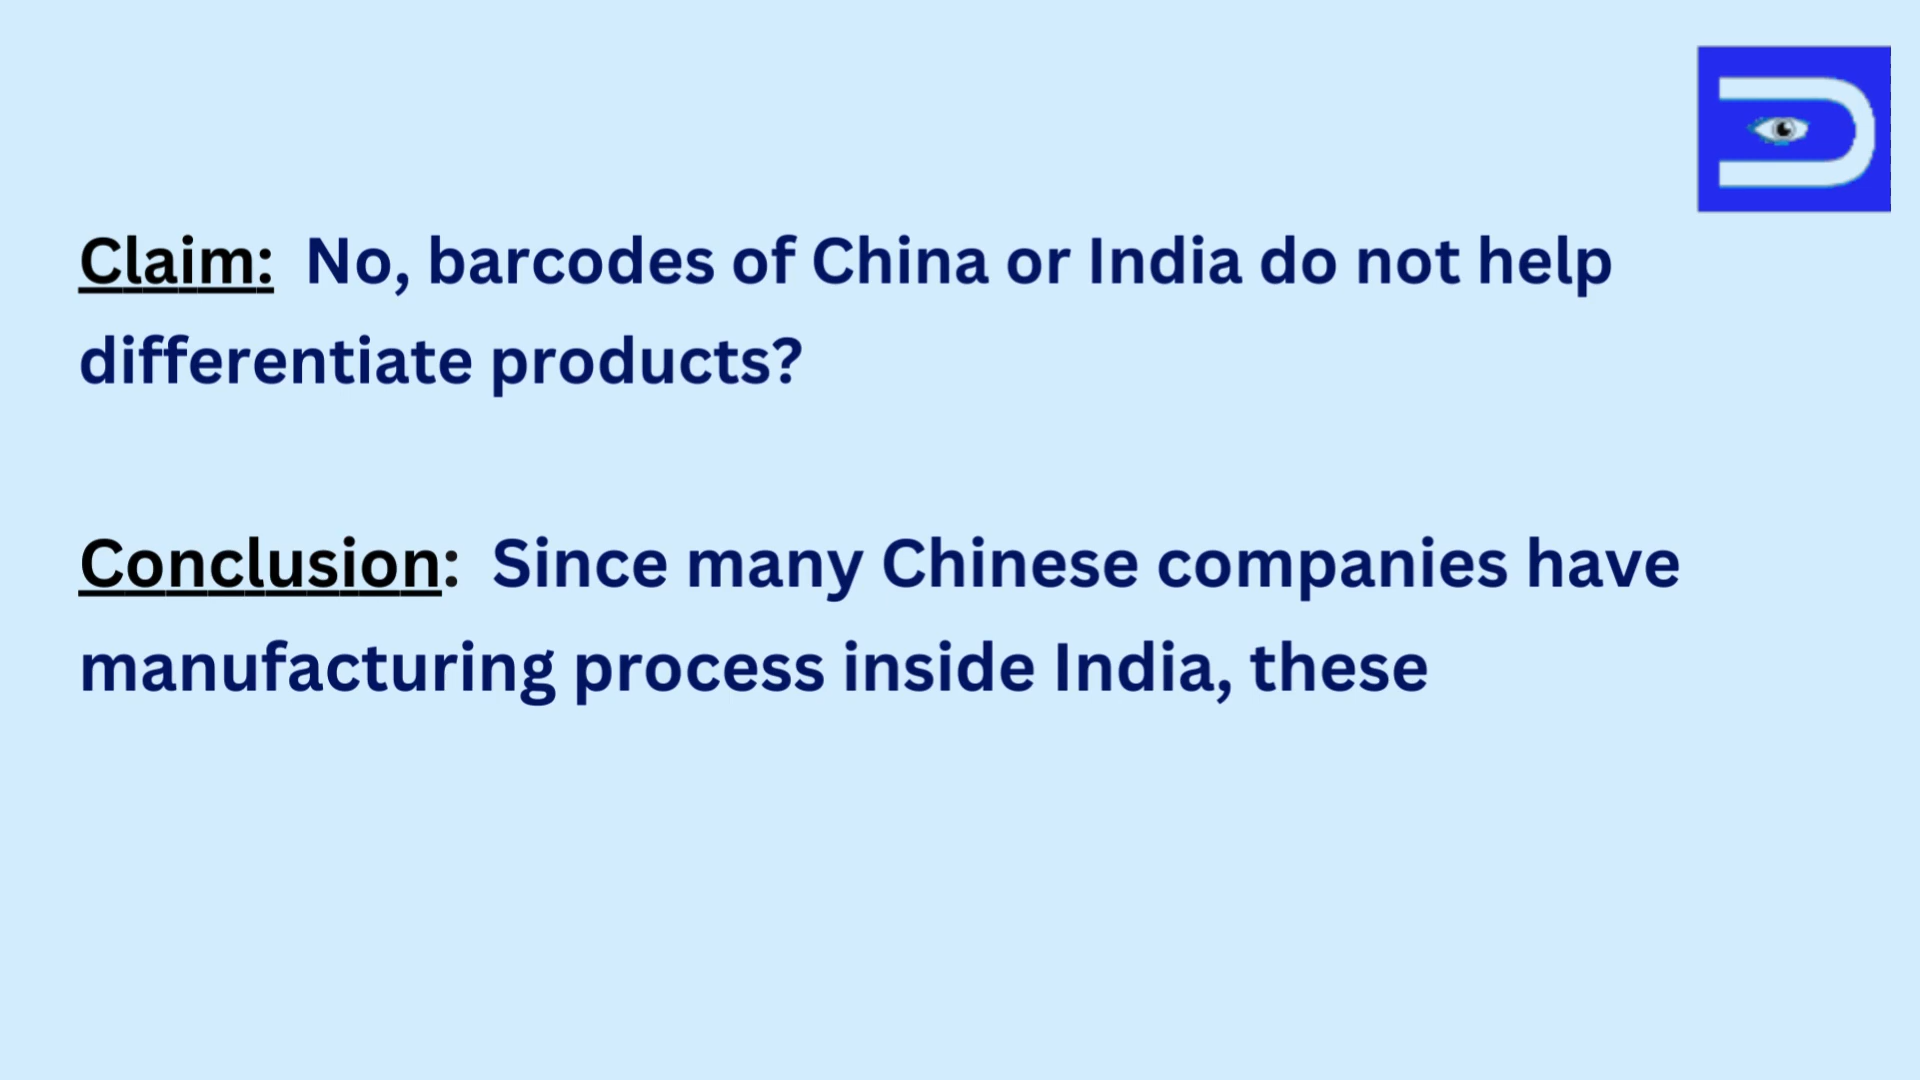 Claim: No, barcodes of China or India do not help
differentiate products?
Conclusion: Since many Chinese companies have
manufacturing process inside India, these